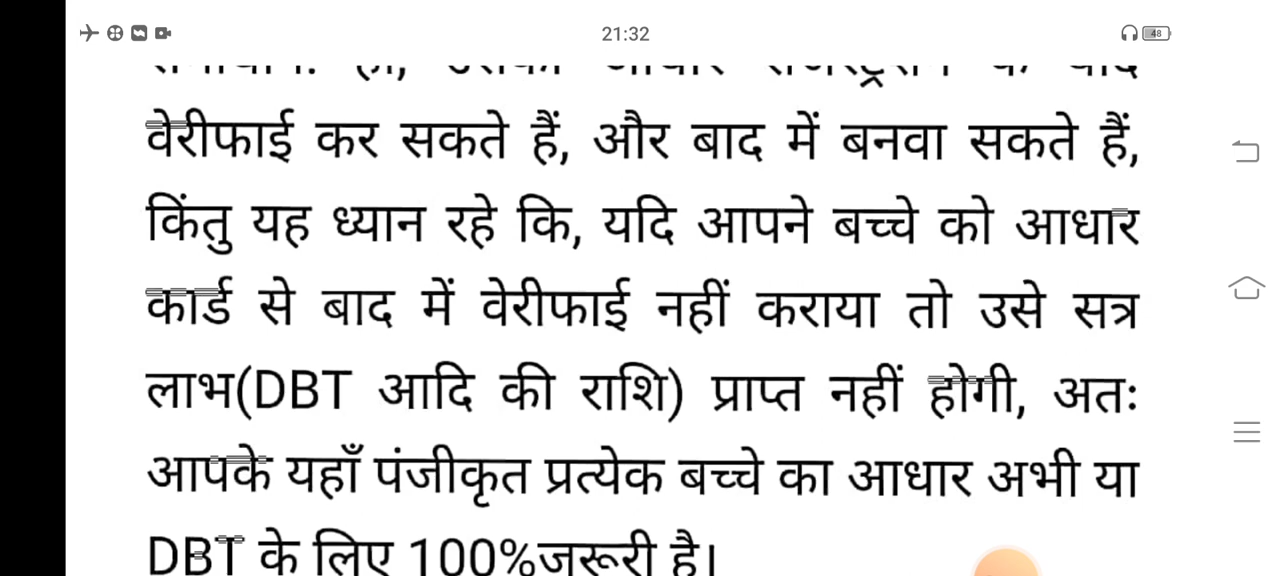 21:32
48
वेरीफाई कर सकते हैं, और बाद में बनवा सकते हैं,
किंतु यह ध्यान रहे कि, यदि आपने बच्चे को आधार
कार्ड से बाद में वेरीफाई नहीं कराया तो उसे सत्र
लाभ(DBT आदि की राशि) प्राप्त नहीं होगी, अतः
आपके यहाँ पंजीकृत प्रत्येक बच्चे का आधार अभी या
DBT के लिए 100%जरूरी है।